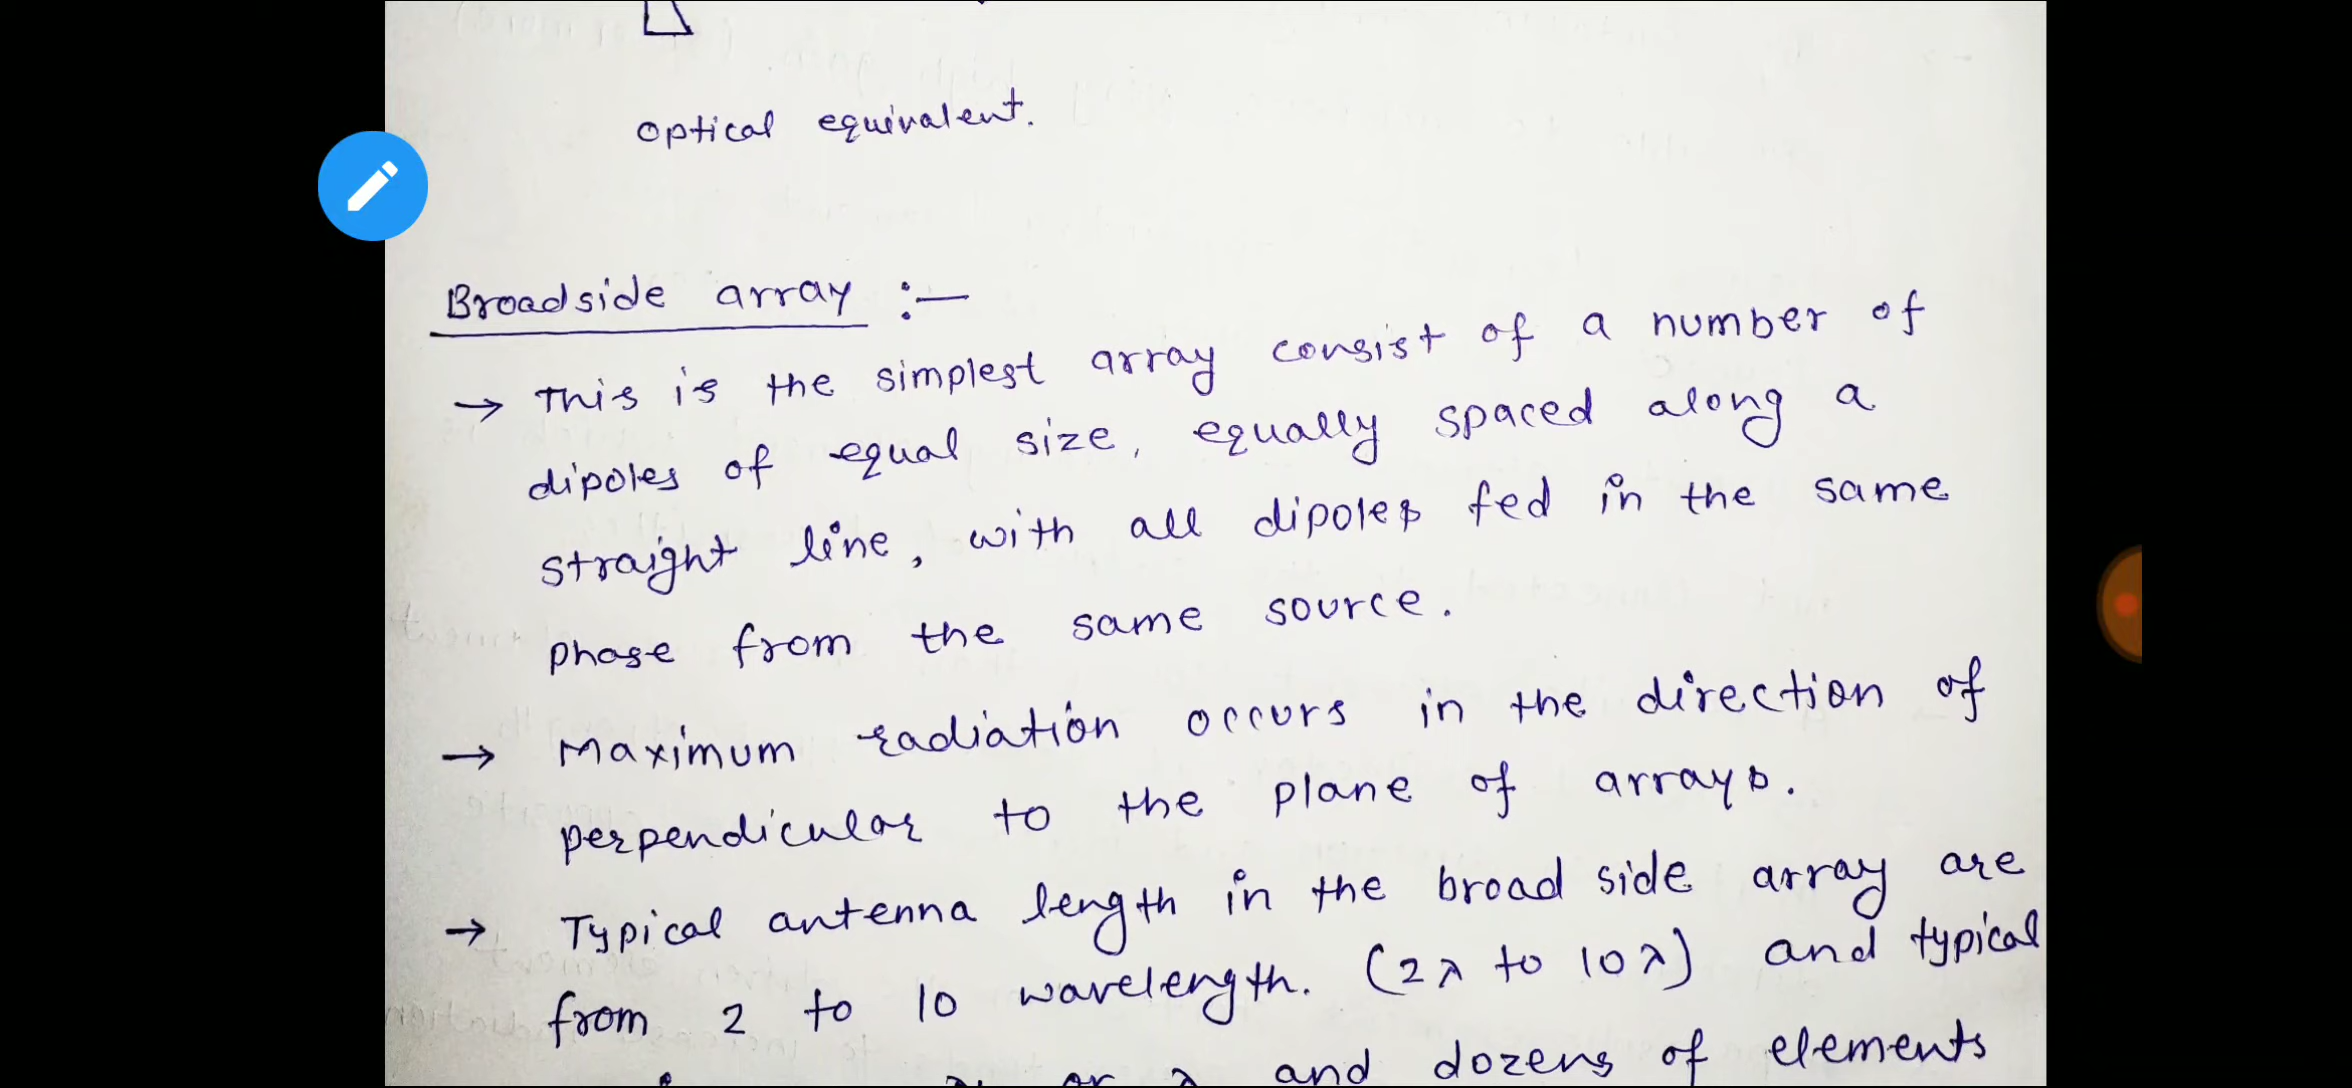 optical equivalent.
Broadside array :—
→ This is the simplest array consist of a number of
dipoles of equal size, equally spaced along a
straight line, with all dipoles fed in the same
phase from the same source.
→ Maximum radiation occurs in the direction of
perpendicular to the plane of arrays.
→ Typical antenna length in the broad side array are
from 2 to 10 wavelength. (2λ to 10λ) and typical
or λ and dozens of elements